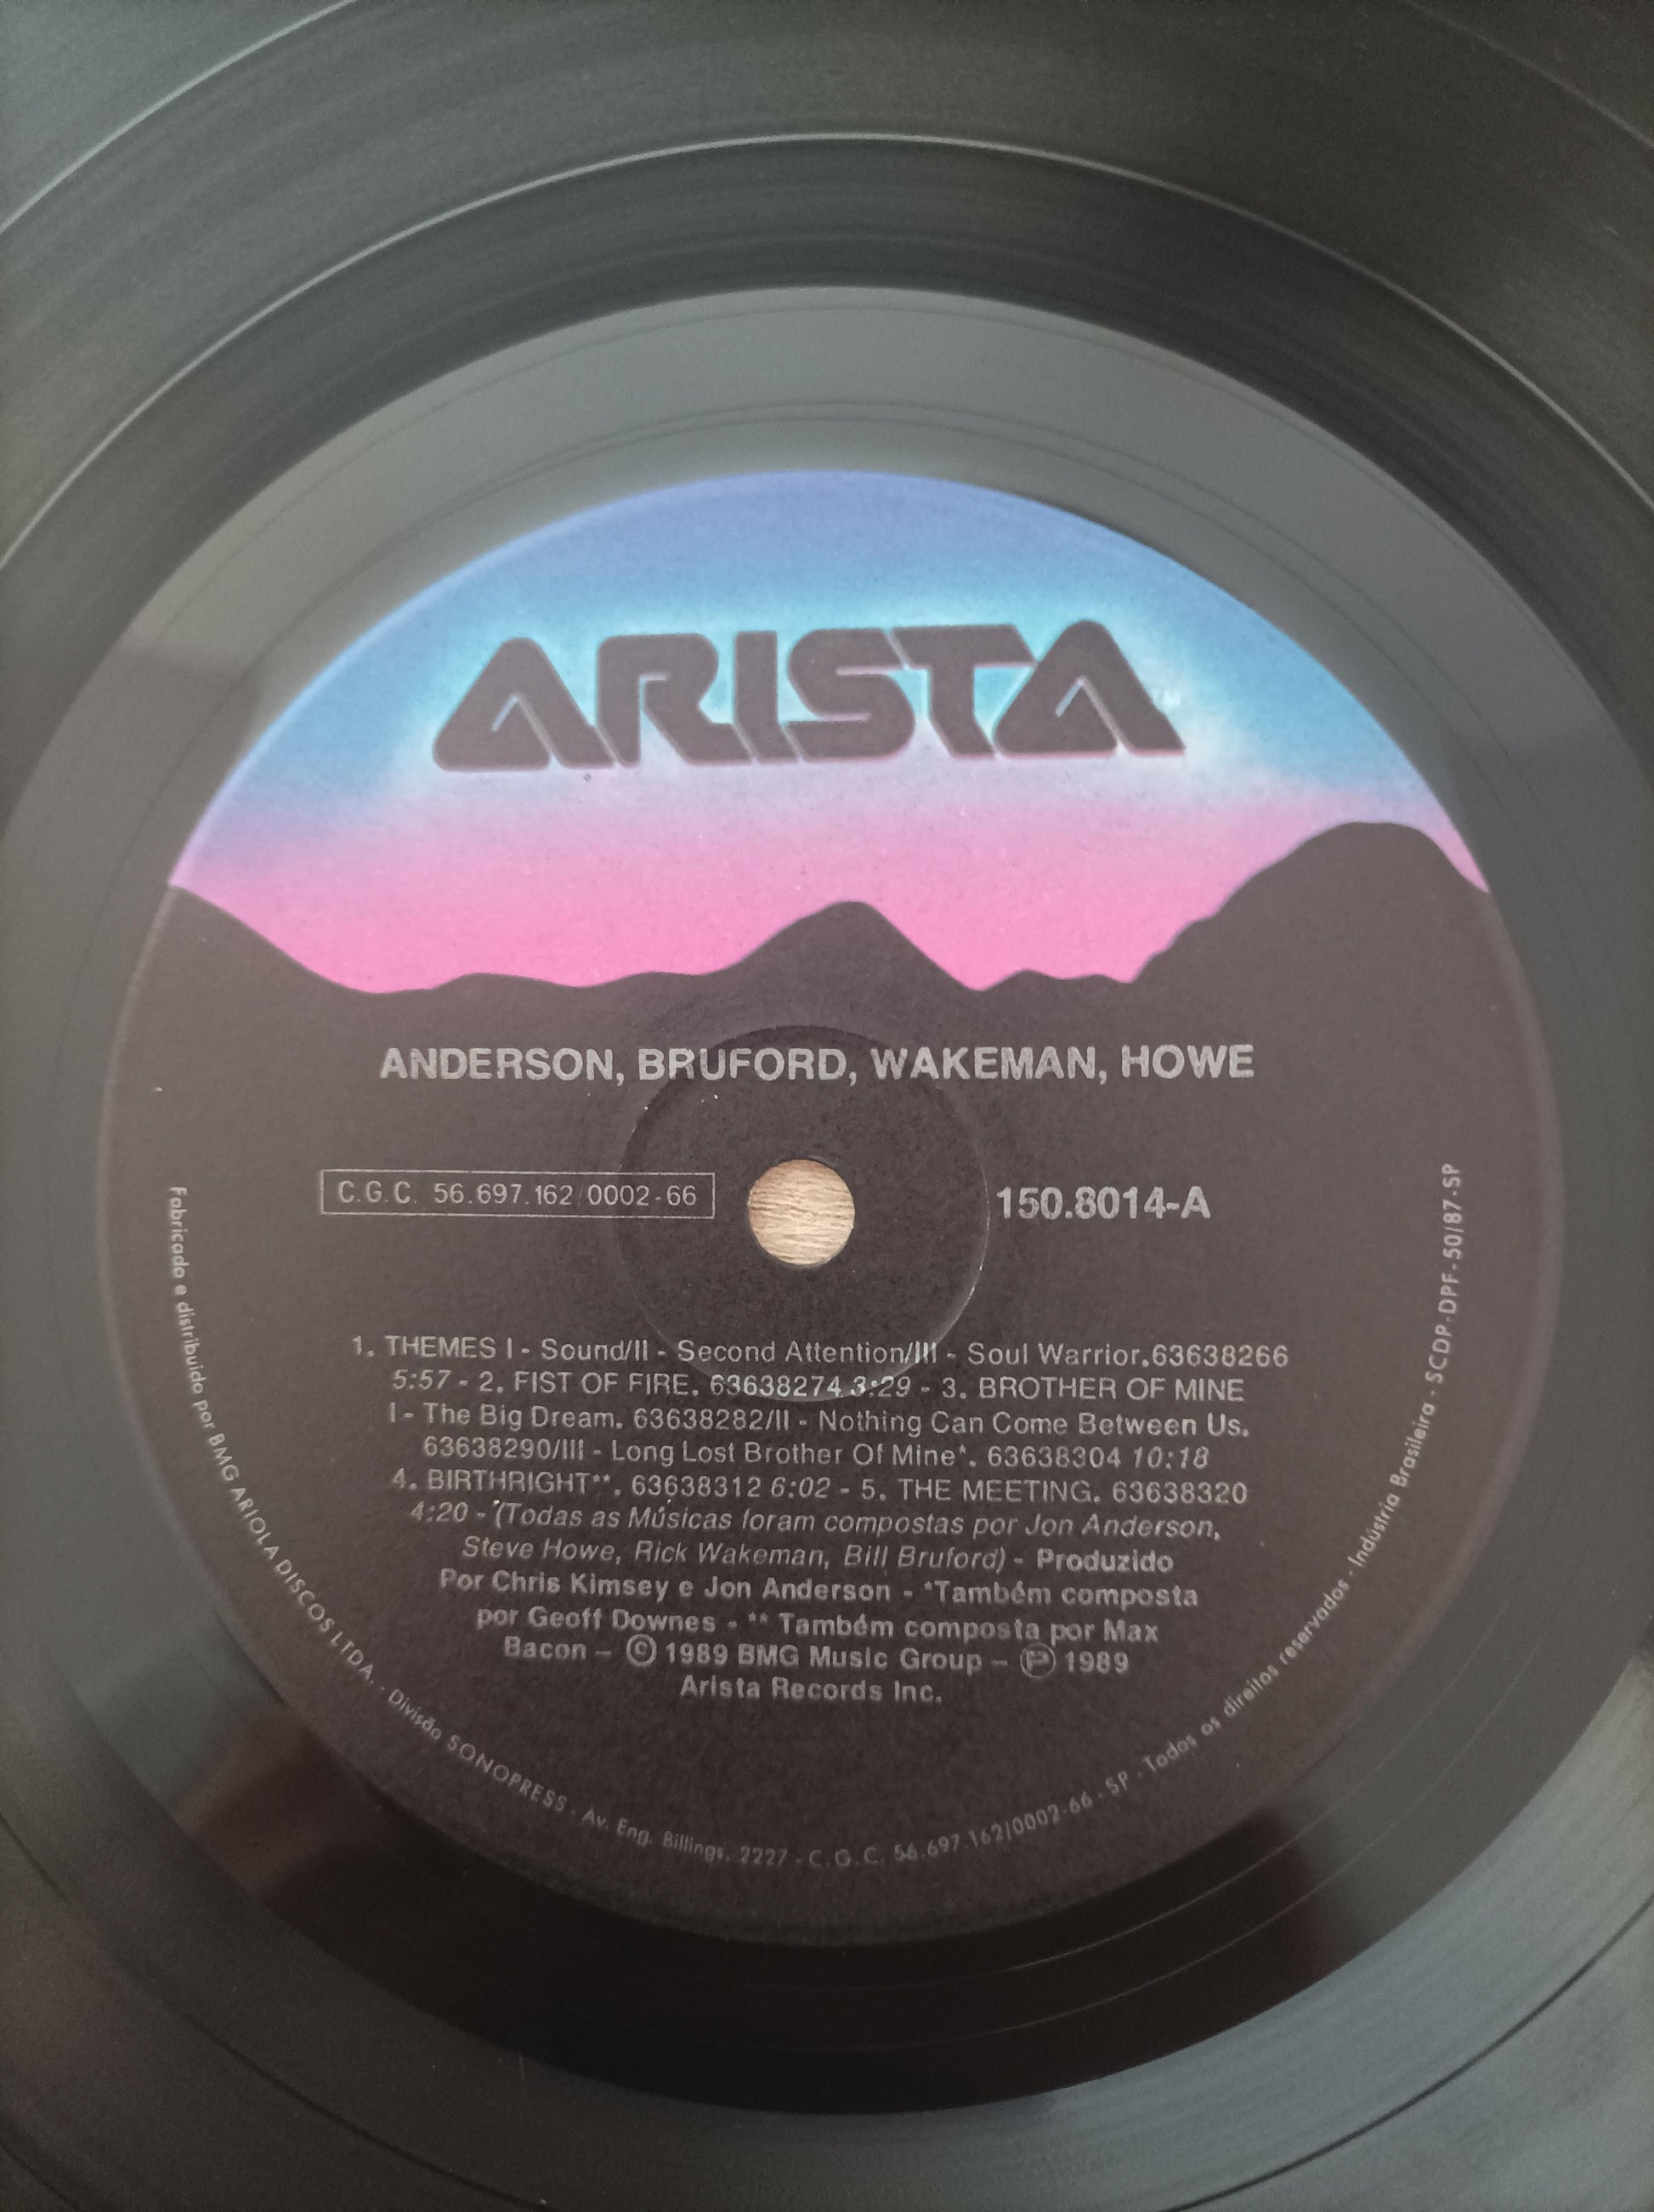 ARISTA
ANDERSON, BRUFORD, WAKEMAN, HOWE
C.G.C. 56.697.162/0002-66
150.8014-A
1. THEMES I - Sound/II - Second Attention/III - Soul Warrior.63638266
5:57 - 2. FIST OF FIRE. 63638274 3:29 - 3. BROTHER OF MINE
I - The Big Dream. 63638282/II - Nothing Can Come Between Us.
63638290/III - Long Lost Brother Of Mine*. 63638304 10:18
4. BIRTHRIGHT**. 63638312 6:02 - 5. THE MEETING. 63638320
4:20 - (Todas as Músicas foram compostas por Jon Anderson,
Steve Howe, Rick Wakeman, Bill Bruford) - Produzido
Por Chris Kimsey e Jon Anderson - *Também composta
por Geoff Downes - ** Também composta por Max
Bacon – © 1989 BMG Music Group – ℗ 1989
Arista Records Inc.
Fabricado e distribuido por BMG ARIOLA DISCOS LTDA. - Divisão SONOPRESS - Av. Eng. Billings, 2227 - C.G.C. 56.697.162/0002-66 - SP - Todos os direitos reservados - Indústria Brasileira - SCDP-DPF-50/87-SP